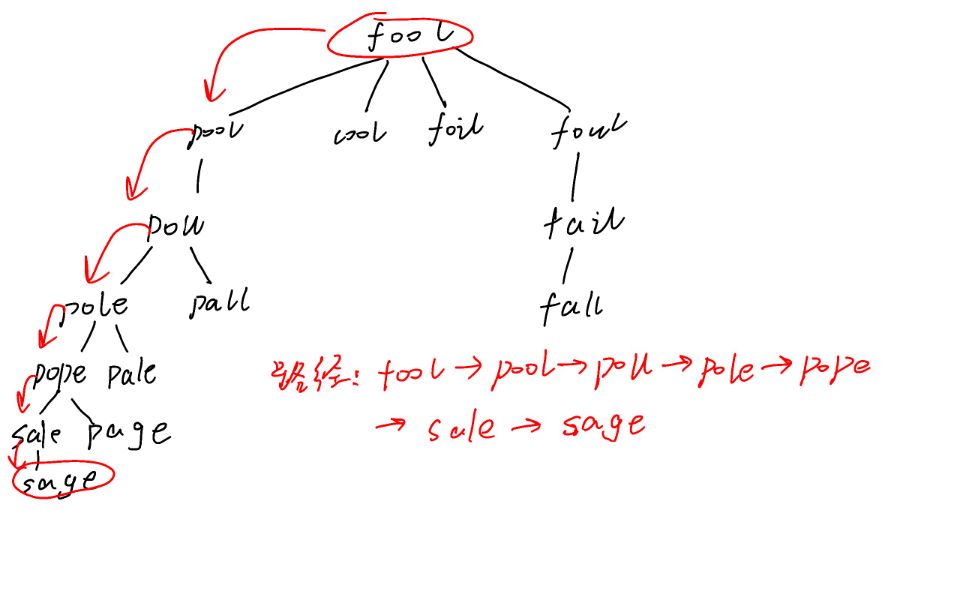 fool
pool cool foil foul
poll fail
pole pall fall
pope pale 路径: fool → pool → poll → pole → pope
sale page → sale → sage
sage